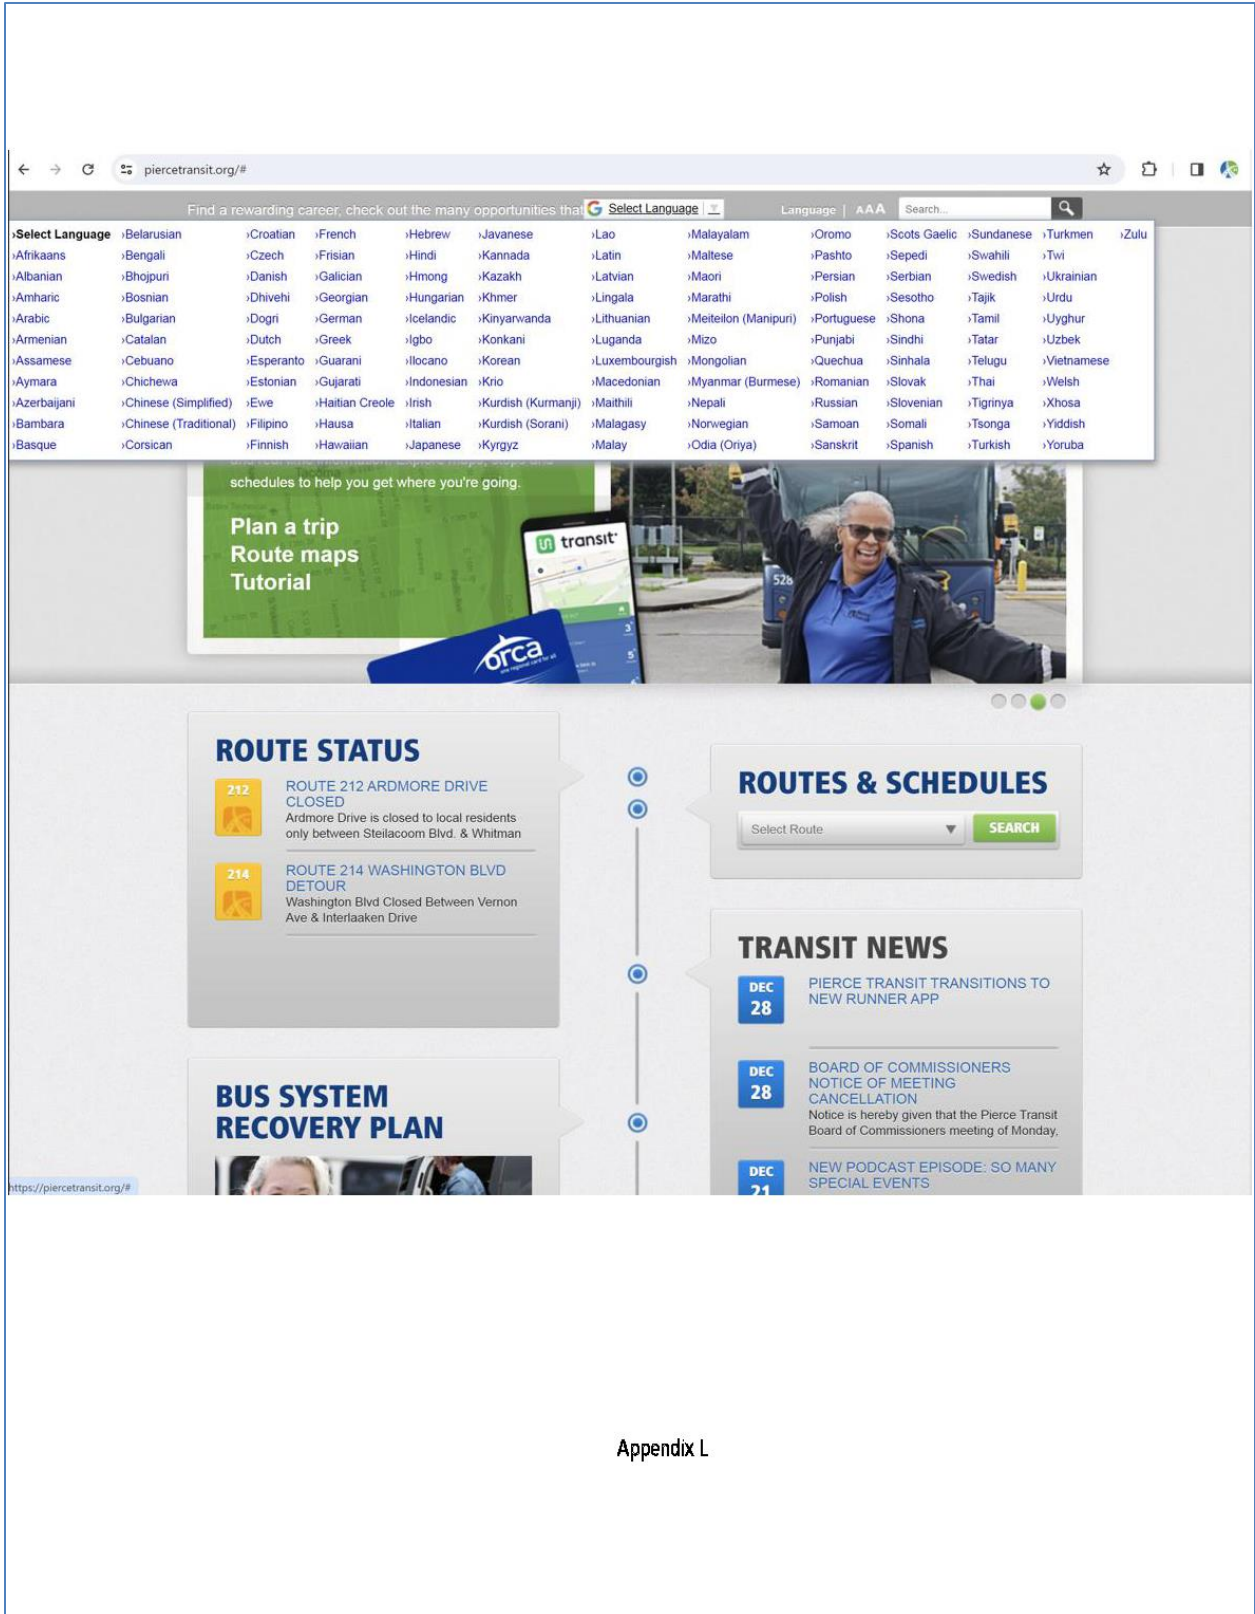 piercetransit.org/#
Find a rewarding career, check out the many opportunities that
Select Language
Language | AAA
Search...
›Select Language ›Belarusian ›Croatian ›French ›Hebrew ›Javanese ›Lao ›Malayalam ›Oromo ›Scots Gaelic ›Sundanese ›Turkmen ›Zulu
›Afrikaans ›Bengali ›Czech ›Frisian ›Hindi ›Kannada ›Latin ›Maltese ›Pashto ›Sepedi ›Swahili ›Twi
›Albanian ›Bhojpuri ›Danish ›Galician ›Hmong ›Kazakh ›Latvian ›Maori ›Persian ›Serbian ›Swedish ›Ukrainian
›Amharic ›Bosnian ›Dhivehi ›Georgian ›Hungarian ›Khmer ›Lingala ›Marathi ›Polish ›Sesotho ›Tajik ›Urdu
›Arabic ›Bulgarian ›Dogri ›German ›Icelandic ›Kinyarwanda ›Lithuanian ›Meiteilon (Manipuri) ›Portuguese ›Shona ›Tamil ›Uyghur
›Armenian ›Catalan ›Dutch ›Greek ›Igbo ›Konkani ›Luganda ›Mizo ›Punjabi ›Sindhi ›Tatar ›Uzbek
›Assamese ›Cebuano ›Esperanto ›Guarani ›Ilocano ›Korean ›Luxembourgish ›Mongolian ›Quechua ›Sinhala ›Telugu ›Vietnamese
›Aymara ›Chichewa ›Estonian ›Gujarati ›Indonesian ›Krio ›Macedonian ›Myanmar (Burmese) ›Romanian ›Slovak ›Thai ›Welsh
›Azerbaijani ›Chinese (Simplified) ›Ewe ›Haitian Creole ›Irish ›Kurdish (Kurmanji) ›Maithili ›Nepali ›Russian ›Slovenian ›Tigrinya ›Xhosa
›Bambara ›Chinese (Traditional) ›Filipino ›Hausa ›Italian ›Kurdish (Sorani) ›Malagasy ›Norwegian ›Samoan ›Somali ›Tsonga ›Yiddish
›Basque ›Corsican ›Finnish ›Hawaiian ›Japanese ›Kyrgyz ›Malay ›Odia (Oriya) ›Sanskrit ›Spanish ›Turkish ›Yoruba
schedules to help you get where you're going.
Plan a trip
Route maps
Tutorial
transit
3
5
orca
one regional card for all
528
ROUTE STATUS
212
ROUTE 212 ARDMORE DRIVE
CLOSED
Ardmore Drive is closed to local residents
only between Steilacoom Blvd. & Whitman
214
ROUTE 214 WASHINGTON BLVD
DETOUR
Washington Blvd Closed Between Vernon
Ave & Interlaaken Drive
ROUTES & SCHEDULES
Select Route
SEARCH
TRANSIT NEWS
DEC
28
PIERCE TRANSIT TRANSITIONS TO
NEW RUNNER APP
DEC
28
BOARD OF COMMISSIONERS
NOTICE OF MEETING
CANCELLATION
Notice is hereby given that the Pierce Transit
Board of Commissioners meeting of Monday,
DEC
21
NEW PODCAST EPISODE: SO MANY
SPECIAL EVENTS
BUS SYSTEM
RECOVERY PLAN
https://piercetransit.org/#
Appendix L